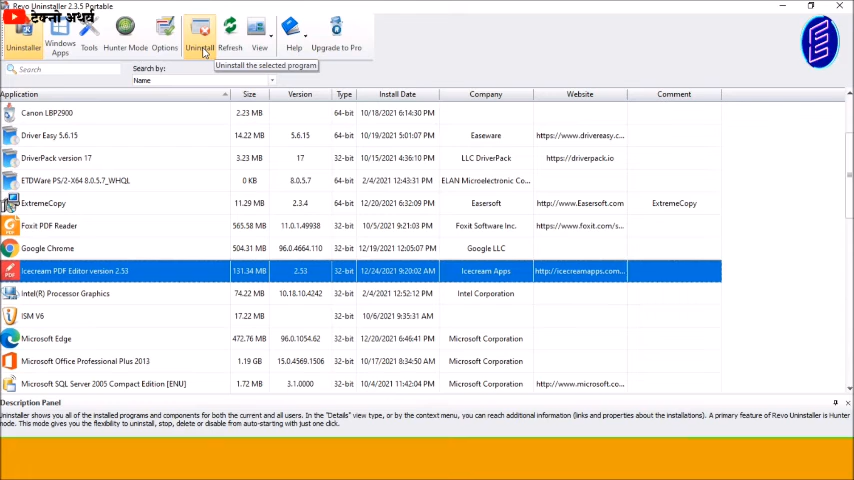 Revo Uninstaller 2.3.5 Portable
टेक्नो अथर्व
Uninstaller Windows Apps Tools Hunter Mode Options Uninstall Refresh View Help Upgrade to Pro
Uninstall the selected program
Search Search by:
Name
Application Size Version Type Install Date Company Website Comment
Canon LBP2900 2.23 MB 64-bit 10/18/2021 6:14:30 PM
Driver Easy 5.6.15 14.22 MB 5.6.15 64-bit 10/19/2021 5:01:07 PM Easeware https://www.drivereasy.c...
DriverPack version 17 3.23 MB 17 32-bit 10/15/2021 4:36:10 PM LLC DriverPack https://driverpack.io
ETDWare PS/2-X64 8.0.5.7_WHQL 0 KB 8.0.5.7 64-bit 2/4/2021 12:43:31 PM ELAN Microelectronic Co...
ExtremeCopy 11.29 MB 2.3.4 64-bit 12/20/2021 6:32:09 PM Easersoft http://www.Easersoft.com ExtremeCopy
Foxit PDF Reader 565.58 MB 11.0.1.49938 32-bit 10/5/2021 9:21:03 PM Foxit Software Inc. https://www.foxit.com/s...
Google Chrome 504.31 MB 96.0.4664.110 32-bit 12/19/2021 12:05:07 PM Google LLC
Icecream PDF Editor version 2.53 131.34 MB 2.53 32-bit 12/24/2021 9:20:02 AM Icecream Apps http://icecreamapps.com...
Intel(R) Processor Graphics 74.22 MB 10.18.10.4242 32-bit 2/4/2021 12:52:12 PM Intel Corporation
ISM V6 17.22 MB 32-bit 10/6/2021 9:35:31 AM
Microsoft Edge 472.76 MB 96.0.1054.62 32-bit 12/20/2021 6:46:41 PM Microsoft Corporation
Microsoft Office Professional Plus 2013 1.19 GB 15.0.4569.1506 32-bit 10/17/2021 8:34:50 AM Microsoft Corporation
Microsoft SQL Server 2005 Compact Edition [ENU] 1.72 MB 3.1.0000 32-bit 10/4/2021 11:42:04 PM Microsoft Corporation http://www.microsoft.co...
Description Panel
Uninstaller shows you all of the installed programs and components for both the current and all users. In the "Details" view type, or by the context menu, you can reach additional information (links and properties about the installations). A primary feature of Revo Uninstaller is Hunter
mode. This mode gives you the flexibility to uninstall, stop, delete or disable from auto-starting with just one click.